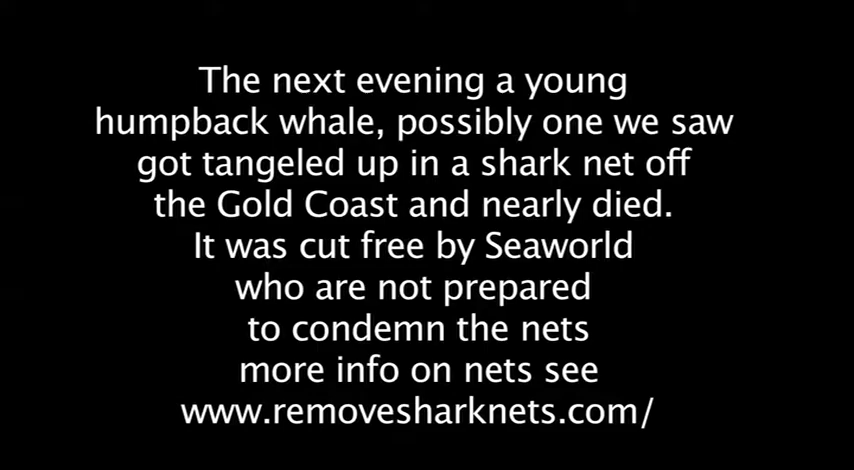 The next evening a young
humpback whale, possibly one we saw
got tangeled up in a shark net off
the Gold Coast and nearly died.
It was cut free by Seaworld
who are not prepared
to condemn the nets
more info on nets see
www.removesharknets.com/